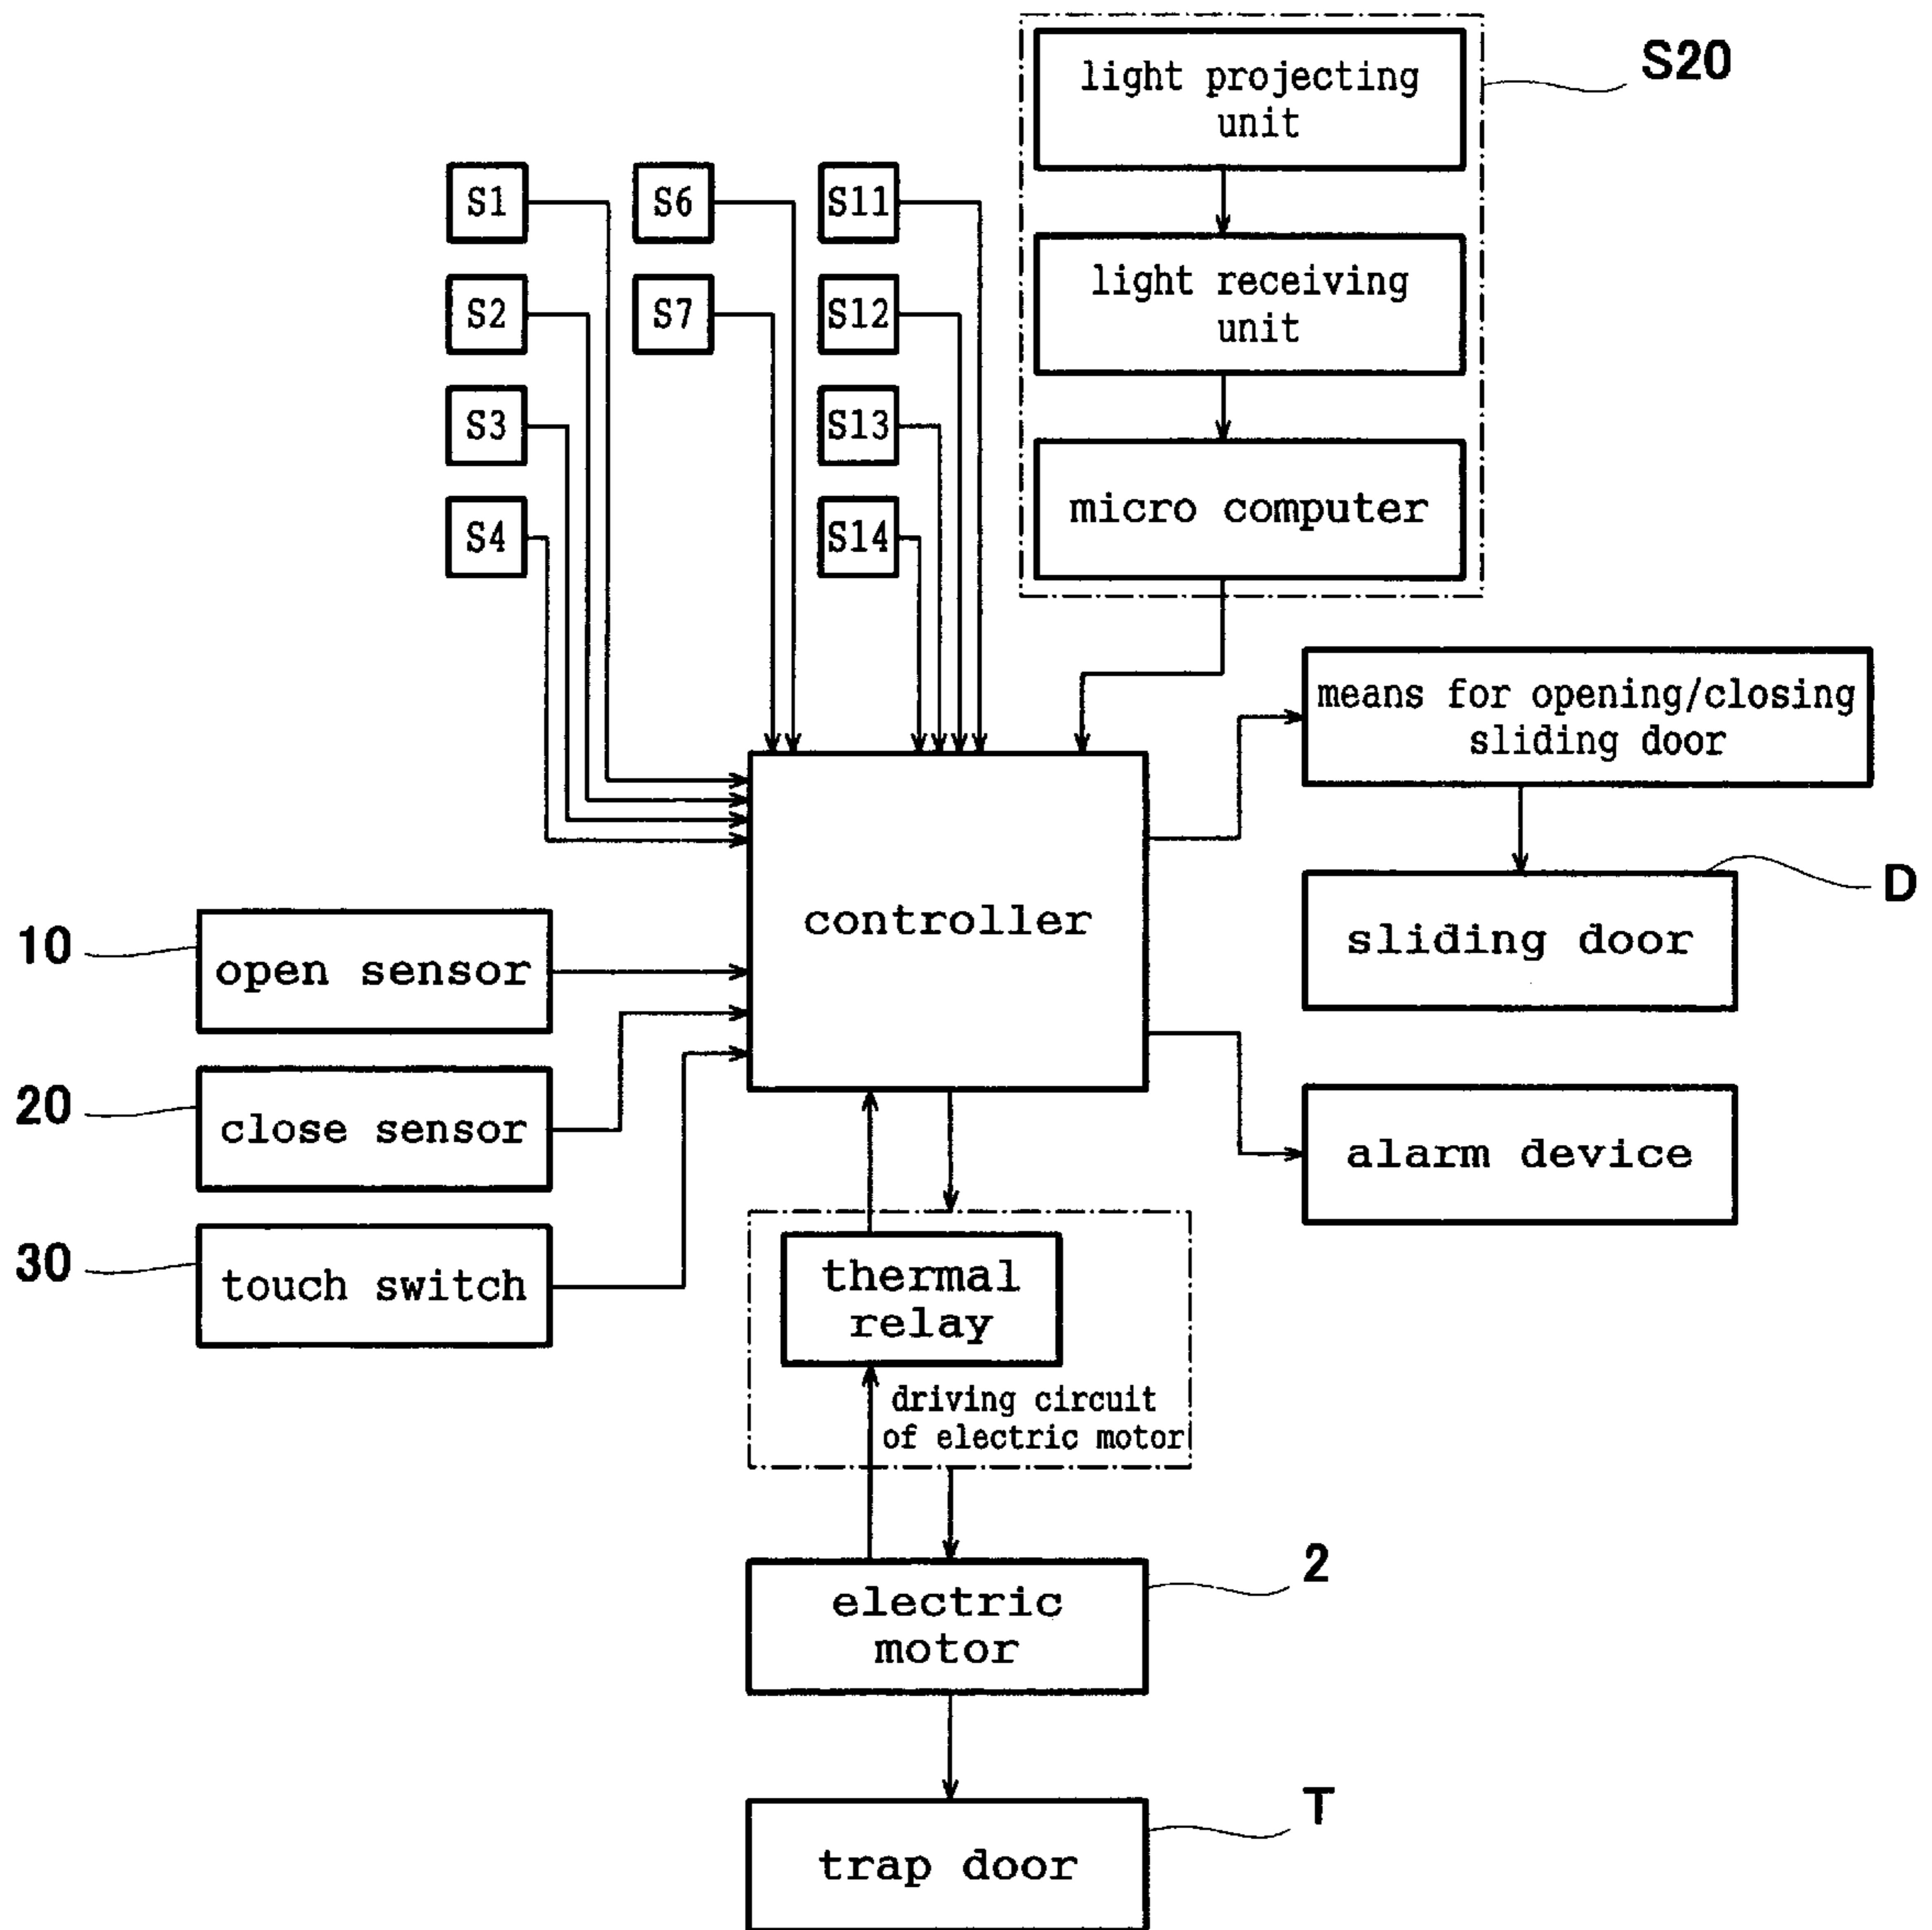 light projecting
unit
S20
S1
S6
S11
light receiving
unit
S2
S7
S12
S3
S13
micro computer
S4
S14
means for opening/closing
sliding door
controller
D
sliding door
10
open sensor
20
close sensor
alarm device
30
touch switch
thermal
relay
driving circuit
of electric motor
2
electric
motor
T
trap door